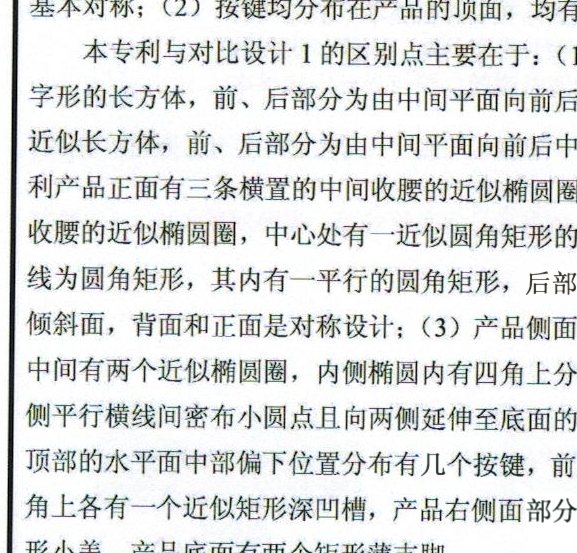 基本对称；（2）按键均分布在产品的顶面，均有
本专利与对比设计 1 的区别点主要在于：（1
字形的长方体，前、后部分为由中间平面向前后
近似长方体，前、后部分为由中间平面向前后中
利产品正面有三条横置的中间收腰的近似椭圆圈
收腰的近似椭圆圈，中心处有一近似圆角矩形的
线为圆角矩形，其内有一平行的圆角矩形，后部
倾斜面，背面和正面是对称设计；（3）产品侧面
中间有两个近似椭圆圈，内侧椭圆内有四角上分
侧平行横线间密布小圆点且向两侧延伸至底面的
顶部的水平面中部偏下位置分布有几个按键，前
角上各有一个近似矩形深凹槽，产品右侧面部分
形小盖，产品底面有两个矩形薄支脚